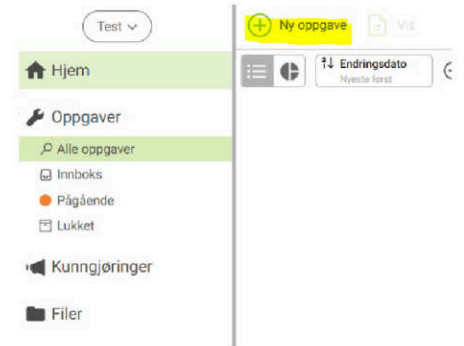 Test
Hjem
Oppgaver
Alle oppgaver
Innboks
Pågående
Lukket
Kunngjøringer
Filer
Ny oppgave
Vis
Endringsdato
Nyeste først